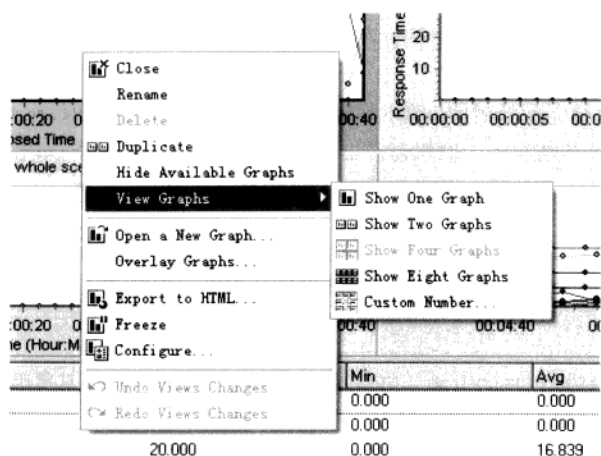 Response Time
20
10
00:20
00:40
00:00:00
00:00:05
00:00
osed Time
whole sce
Close
Rename
Delete
Duplicate
Hide Available Graphs
View Graphs
Open a New Graph...
Overlay Graphs...
Export to HTML...
Freeze
Configure...
Undo Views Changes
Redo Views Changes
Show One Graph
Show Two Graphs
Show Four Graphs
Show Eight Graphs
Custom Number...
:00:20
00:40
00:04:40
00
ne (Hour:M
Min
Avg
0.000
0.000
0.000
0.000
20.000
0.000
16.839